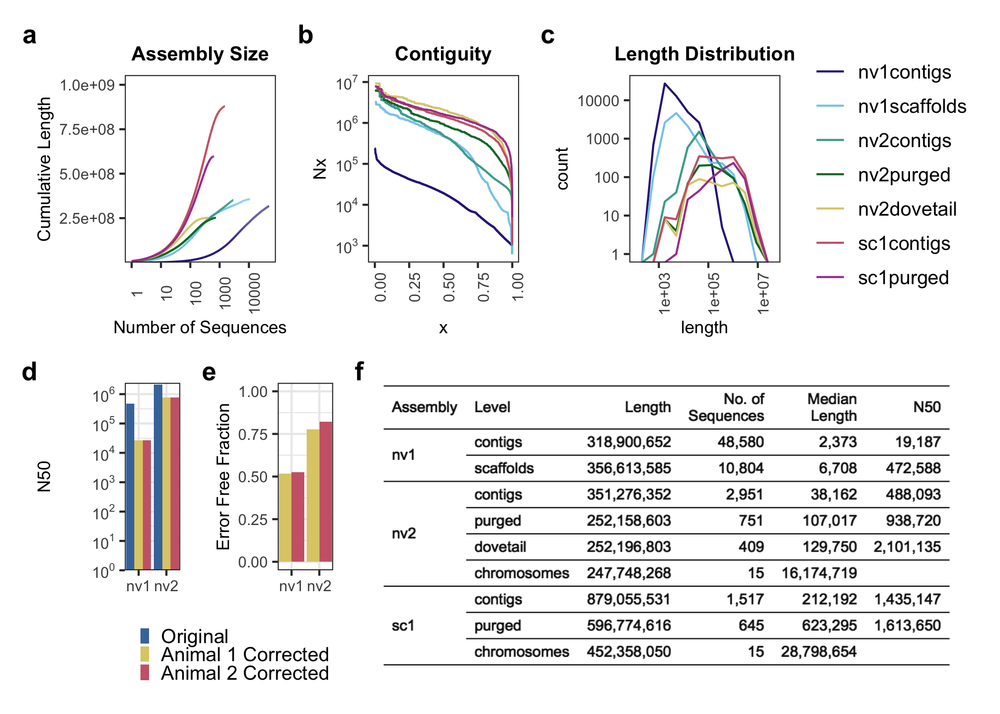 a
Assembly Size
Cumulative Length
1.0e+09
7.5e+08
5.0e+08
2.5e+08
1
10
100
1000
10000
Number of Sequences
b
Contiguity
Nx
10^7
10^6
10^5
10^4
10^3
0.00
0.25
0.50
0.75
1.00
x
c
Length Distribution
count
10000
1000
100
10
1
1e+03
1e+05
1e+07
length
nv1contigs
nv1scaffolds
nv2contigs
nv2purged
nv2dovetail
sc1contigs
sc1purged
d
N50
10^6
10^5
10^4
10^3
10^2
10^1
10^0
nv1 nv2
e
Error Free Fraction
1.00
0.75
0.50
0.25
0.00
nv1 nv2
Original
Animal 1 Corrected
Animal 2 Corrected
f
Assembly Level Length No. of Sequences Median Length N50
nv1
contigs 318,900,652 48,580 2,373 19,187
scaffolds 356,613,585 10,804 6,708 472,588
nv2
contigs 351,276,352 2,951 38,162 488,093
purged 252,158,603 751 107,017 938,720
dovetail 252,196,803 409 129,750 2,101,135
chromosomes 247,748,268 15 16,174,719
sc1
contigs 879,055,531 1,517 212,192 1,435,147
purged 596,774,616 645 623,295 1,613,650
chromosomes 452,358,050 15 28,798,654